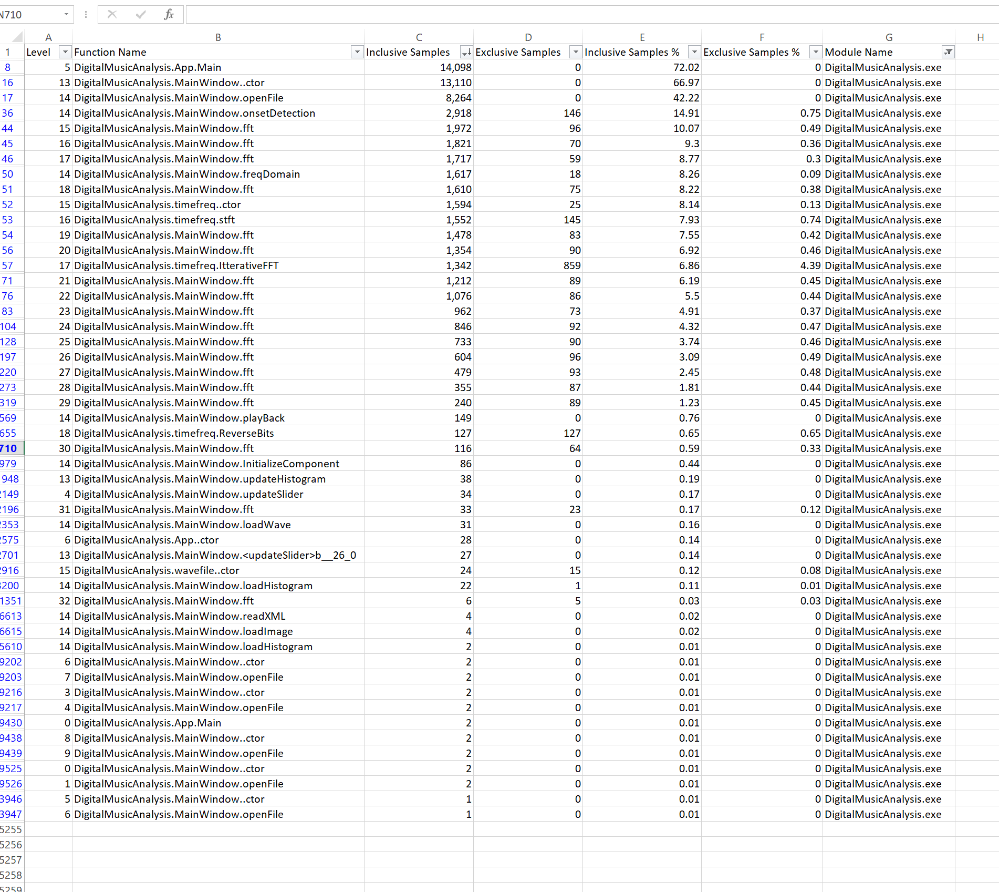 N710 fx
A B C D E F G H
1 Level Function Name Inclusive Samples Exclusive Samples Inclusive Samples % Exclusive Samples % Module Name
8 5 DigitalMusicAnalysis.App.Main 14,098 0 72.02 0 DigitalMusicAnalysis.exe
16 13 DigitalMusicAnalysis.MainWindow..ctor 13,110 0 66.97 0 DigitalMusicAnalysis.exe
17 14 DigitalMusicAnalysis.MainWindow.openFile 8,264 0 42.22 0 DigitalMusicAnalysis.exe
36 14 DigitalMusicAnalysis.MainWindow.onsetDetection 2,918 146 14.91 0.75 DigitalMusicAnalysis.exe
44 15 DigitalMusicAnalysis.MainWindow.fft 1,972 96 10.07 0.49 DigitalMusicAnalysis.exe
45 16 DigitalMusicAnalysis.MainWindow.fft 1,821 70 9.3 0.36 DigitalMusicAnalysis.exe
46 17 DigitalMusicAnalysis.MainWindow.fft 1,717 59 8.77 0.3 DigitalMusicAnalysis.exe
50 14 DigitalMusicAnalysis.MainWindow.freqDomain 1,617 18 8.26 0.09 DigitalMusicAnalysis.exe
51 18 DigitalMusicAnalysis.MainWindow.fft 1,610 75 8.22 0.38 DigitalMusicAnalysis.exe
52 15 DigitalMusicAnalysis.timefreq..ctor 1,594 25 8.14 0.13 DigitalMusicAnalysis.exe
53 16 DigitalMusicAnalysis.timefreq.stft 1,552 145 7.93 0.74 DigitalMusicAnalysis.exe
54 19 DigitalMusicAnalysis.MainWindow.fft 1,478 83 7.55 0.42 DigitalMusicAnalysis.exe
56 20 DigitalMusicAnalysis.MainWindow.fft 1,354 90 6.92 0.46 DigitalMusicAnalysis.exe
57 17 DigitalMusicAnalysis.timefreq.ItterativeFFT 1,342 859 6.86 4.39 DigitalMusicAnalysis.exe
71 21 DigitalMusicAnalysis.MainWindow.fft 1,212 89 6.19 0.45 DigitalMusicAnalysis.exe
76 22 DigitalMusicAnalysis.MainWindow.fft 1,076 86 5.5 0.44 DigitalMusicAnalysis.exe
83 23 DigitalMusicAnalysis.MainWindow.fft 962 73 4.91 0.37 DigitalMusicAnalysis.exe
104 24 DigitalMusicAnalysis.MainWindow.fft 846 92 4.32 0.47 DigitalMusicAnalysis.exe
128 25 DigitalMusicAnalysis.MainWindow.fft 733 90 3.74 0.46 DigitalMusicAnalysis.exe
197 26 DigitalMusicAnalysis.MainWindow.fft 604 96 3.09 0.49 DigitalMusicAnalysis.exe
220 27 DigitalMusicAnalysis.MainWindow.fft 479 93 2.45 0.48 DigitalMusicAnalysis.exe
273 28 DigitalMusicAnalysis.MainWindow.fft 355 87 1.81 0.44 DigitalMusicAnalysis.exe
319 29 DigitalMusicAnalysis.MainWindow.fft 240 89 1.23 0.45 DigitalMusicAnalysis.exe
569 14 DigitalMusicAnalysis.MainWindow.playBack 149 0 0.76 0 DigitalMusicAnalysis.exe
655 18 DigitalMusicAnalysis.timefreq.ReverseBits 127 127 0.65 0.65 DigitalMusicAnalysis.exe
710 30 DigitalMusicAnalysis.MainWindow.fft 116 64 0.59 0.33 DigitalMusicAnalysis.exe
979 14 DigitalMusicAnalysis.MainWindow.InitializeComponent 86 0 0.44 0 DigitalMusicAnalysis.exe
948 13 DigitalMusicAnalysis.MainWindow.updateHistogram 38 0 0.19 0 DigitalMusicAnalysis.exe
2149 4 DigitalMusicAnalysis.MainWindow.updateSlider 34 0 0.17 0 DigitalMusicAnalysis.exe
2196 31 DigitalMusicAnalysis.MainWindow.fft 33 23 0.17 0.12 DigitalMusicAnalysis.exe
2353 14 DigitalMusicAnalysis.MainWindow.loadWave 31 0 0.16 0 DigitalMusicAnalysis.exe
2575 6 DigitalMusicAnalysis.App..ctor 28 0 0.14 0 DigitalMusicAnalysis.exe
2701 13 DigitalMusicAnalysis.MainWindow.<updateSlider>b__26_0 27 0 0.14 0 DigitalMusicAnalysis.exe
2916 15 DigitalMusicAnalysis.wavefile..ctor 24 15 0.12 0.08 DigitalMusicAnalysis.exe
3200 14 DigitalMusicAnalysis.MainWindow.loadHistogram 22 1 0.11 0.01 DigitalMusicAnalysis.exe
1351 32 DigitalMusicAnalysis.MainWindow.fft 6 5 0.03 0.03 DigitalMusicAnalysis.exe
6613 14 DigitalMusicAnalysis.MainWindow.readXML 4 0 0.02 0 DigitalMusicAnalysis.exe
6615 14 DigitalMusicAnalysis.MainWindow.loadImage 4 0 0.02 0 DigitalMusicAnalysis.exe
5610 14 DigitalMusicAnalysis.MainWindow.loadHistogram 2 0 0.01 0 DigitalMusicAnalysis.exe
9202 6 DigitalMusicAnalysis.MainWindow..ctor 2 0 0.01 0 DigitalMusicAnalysis.exe
9203 7 DigitalMusicAnalysis.MainWindow.openFile 2 0 0.01 0 DigitalMusicAnalysis.exe
9216 3 DigitalMusicAnalysis.MainWindow..ctor 2 0 0.01 0 DigitalMusicAnalysis.exe
9217 4 DigitalMusicAnalysis.MainWindow.openFile 2 0 0.01 0 DigitalMusicAnalysis.exe
9430 0 DigitalMusicAnalysis.App.Main 2 0 0.01 0 DigitalMusicAnalysis.exe
9438 8 DigitalMusicAnalysis.MainWindow..ctor 2 0 0.01 0 DigitalMusicAnalysis.exe
9439 9 DigitalMusicAnalysis.MainWindow.openFile 2 0 0.01 0 DigitalMusicAnalysis.exe
9525 0 DigitalMusicAnalysis.MainWindow..ctor 2 0 0.01 0 DigitalMusicAnalysis.exe
9526 1 DigitalMusicAnalysis.MainWindow.openFile 2 0 0.01 0 DigitalMusicAnalysis.exe
3946 5 DigitalMusicAnalysis.MainWindow..ctor 1 0 0.01 0 DigitalMusicAnalysis.exe
3947 6 DigitalMusicAnalysis.MainWindow.openFile 1 0 0.01 0 DigitalMusicAnalysis.exe
5255
5256
5257
5258
5259